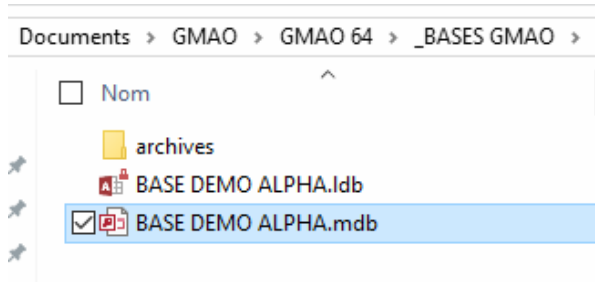 Documents > GMAO > GMAO 64 > _BASES GMAO >
Nom
archives
BASE DEMO ALPHA.ldb
BASE DEMO ALPHA.mdb